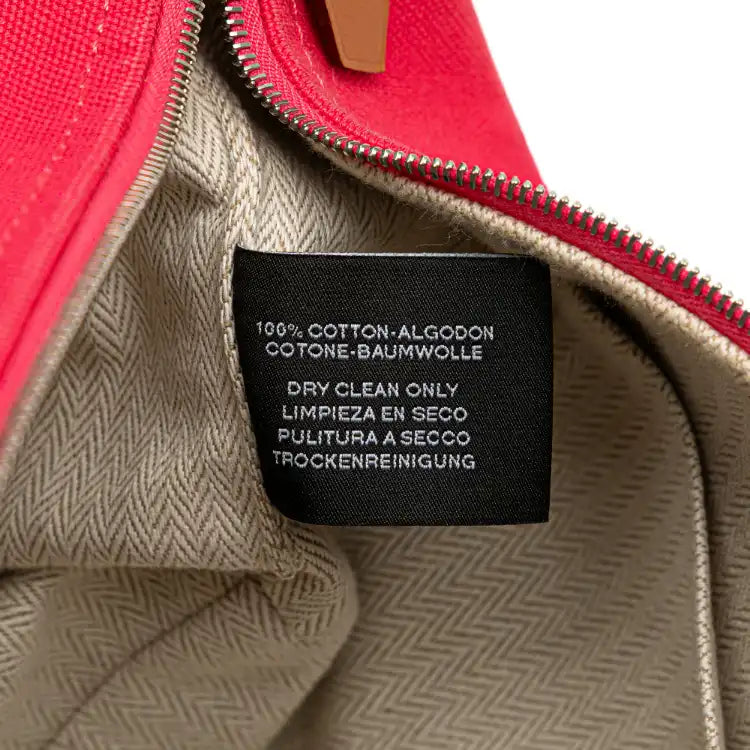 100% COTTON-ALGODON
COTONE-BAUMWOLLE
DRY CLEAN ONLY
LIMPIEZA EN SECO
PULITURA A SECCO
TROCKENREINIGUNG